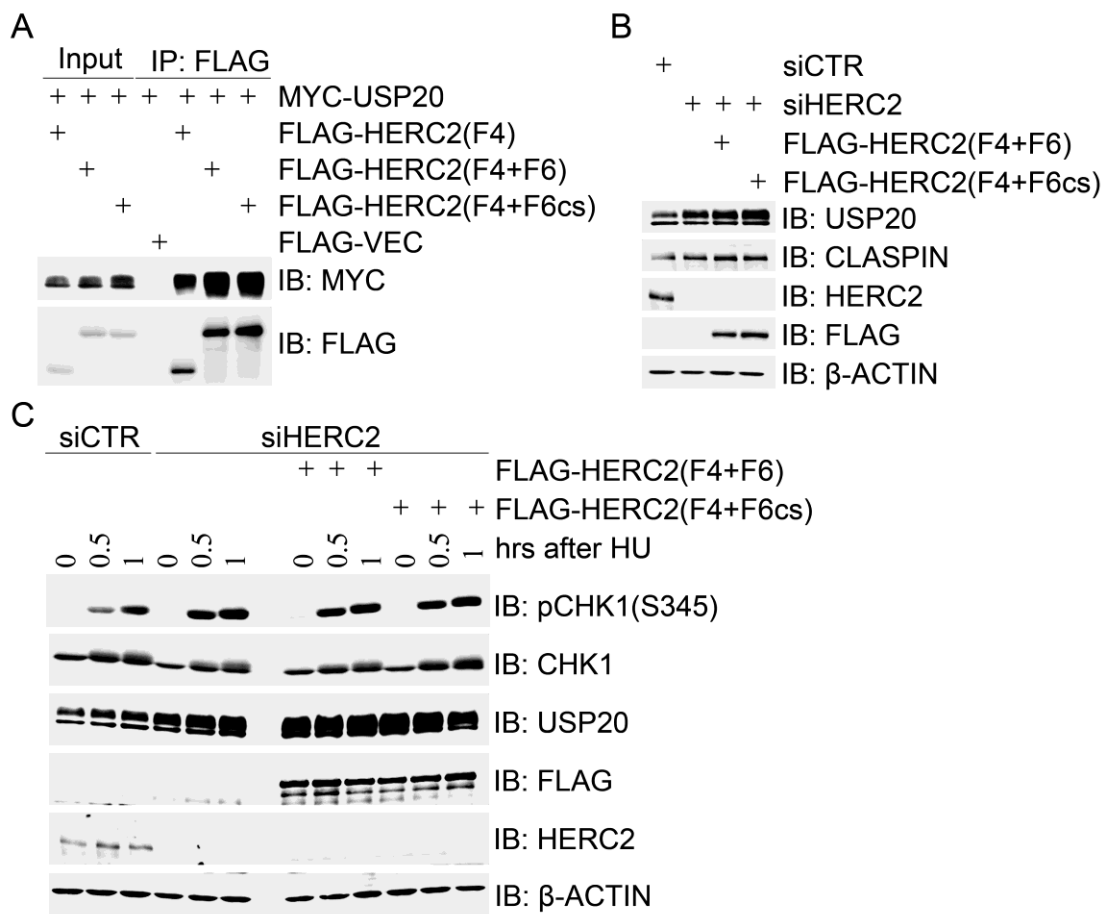 A
Input IP: FLAG
+ + + + + + + MYC-USP20
+ + FLAG-HERC2(F4)
+ + FLAG-HERC2(F4+F6)
+ + FLAG-HERC2(F4+F6cs)
+ FLAG-VEC
IB: MYC
IB: FLAG
B
+ siCTR
+ + + siHERC2
+ FLAG-HERC2(F4+F6)
+ FLAG-HERC2(F4+F6cs)
IB: USP20
IB: CLASPIN
IB: HERC2
IB: FLAG
IB: β-ACTIN
C
siCTR siHERC2
+ + + FLAG-HERC2(F4+F6)
+ + + FLAG-HERC2(F4+F6cs)
0 0.5 1 0 0.5 1 0 0.5 1 0 0.5 1 hrs after HU
IB: pCHK1(S345)
IB: CHK1
IB: USP20
IB: FLAG
IB: HERC2
IB: β-ACTIN